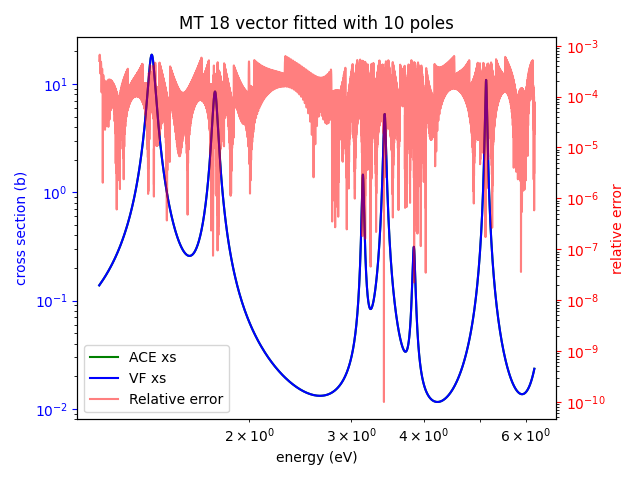 MT 18 vector fitted with 10 poles
cross section (b)
10¹
10⁰
10⁻¹
10⁻²
10⁻³
10⁻⁴
10⁻⁵
10⁻⁶
10⁻⁷
10⁻⁸
10⁻⁹
10⁻¹⁰
relative error
ACE xs
VF xs
Relative error
2 × 10⁰ 3 × 10⁰ 4 × 10⁰ 6 × 10⁰
energy (eV)